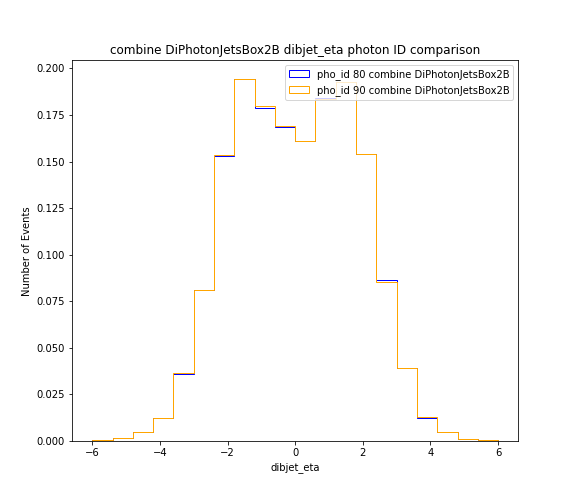 combine DiPhotonJetsBox2B dibjet_eta photon ID comparison
pho_id 80 combine DiPhotonJetsBox2B
pho_id 90 combine DiPhotonJetsBox2B
0.200
0.175
0.150
0.125
0.100
0.075
0.050
0.025
0.000
Number of Events
−6 −4 −2 0 2 4 6
dibjet_eta